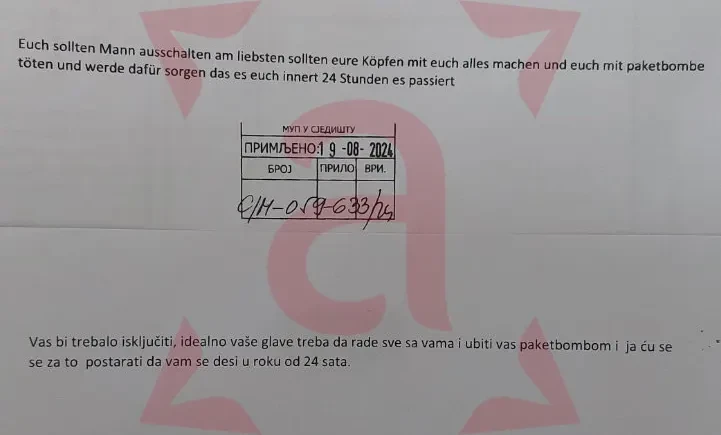 Euch sollten Mann ausschalten am liebsten sollten eure Köpfen mit euch alles machen und euch mit paketbombe
töten und werde dafür sorgen das es euch innert 24 Stunden es passiert
МУП У СЈЕДИШТУ
ПРИМЉЕНО: 19 -08- 2024
БРОЈ ПРИЛО ВРИ.
С/Н-059-633/24
Vas bi trebalo isključiti, idealno vaše glave treba da rade sve sa vama i ubiti vas paketbombom i ja ću se
se za to postarati da vam se desi u roku od 24 sata.